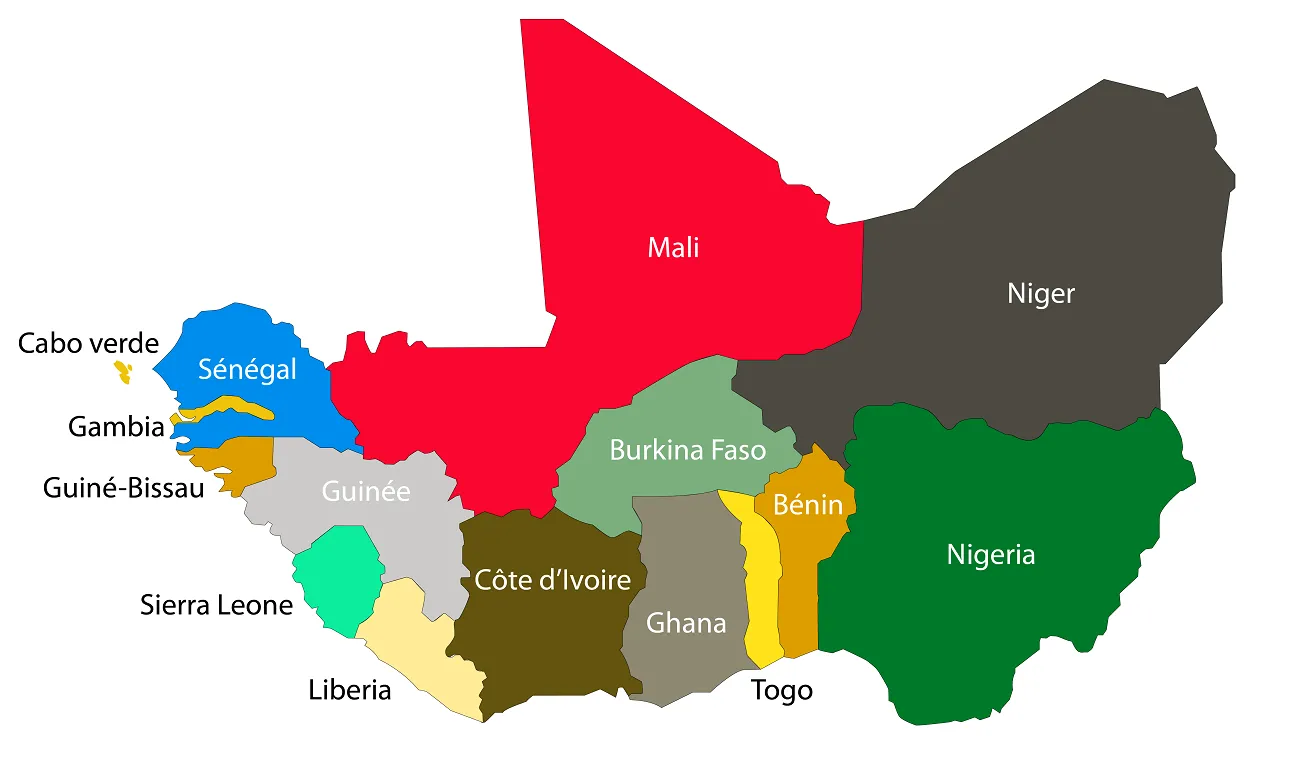 Mali
Niger
Cabo verde
Sénégal
Gambia
Burkina Faso
Guiné-Bissau
Guinée
Bénin
Nigeria
Côte d’Ivoire
Sierra Leone
Ghana
Liberia
Togo